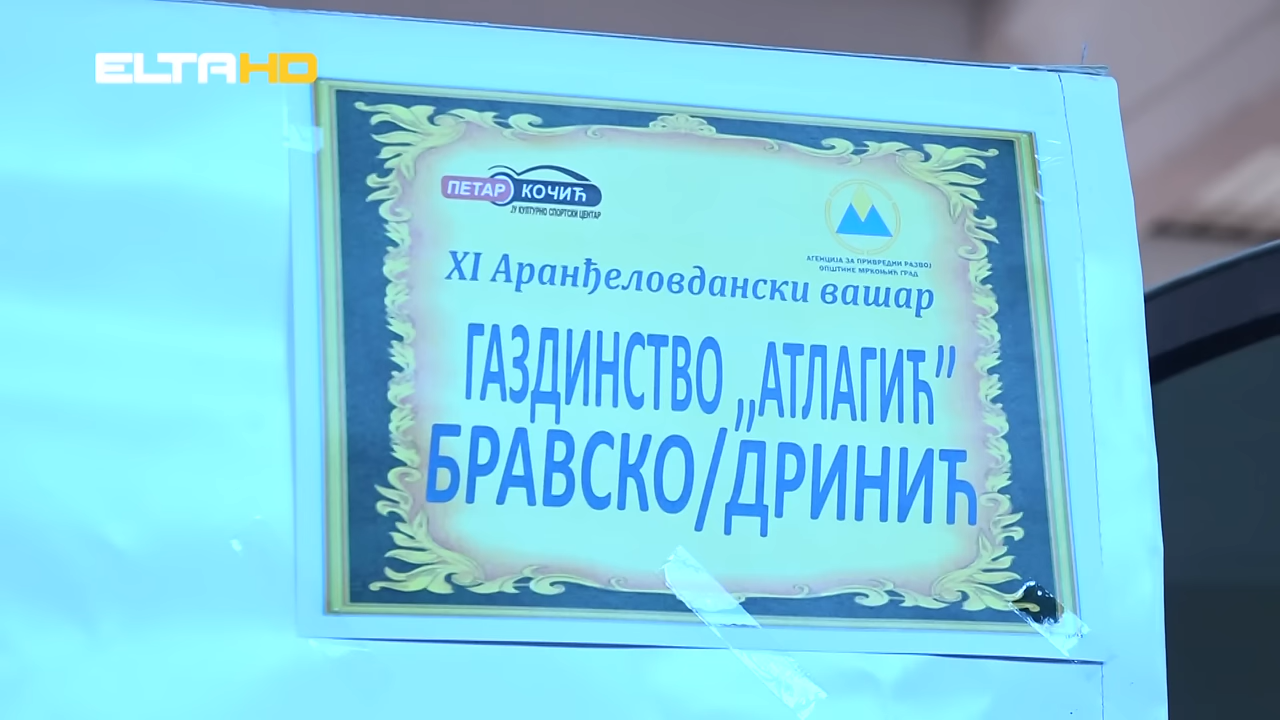 ELTAHD
ПЕТАР КОЧИЋ
ЈУ КУЛТУРНО СПОРТСКИ ЦЕНТАР
АГЕНЦИЈА ЗА ПРИВРЕДНИ РАЗВОЈ
ОПШТИНЕ МРКОЊИЋ ГРАД
XI Аранђеловдански вашар
ГАЗДИНСТВО „АТЛАГИЋ”
БРАВСКО/ДРИНИЋ